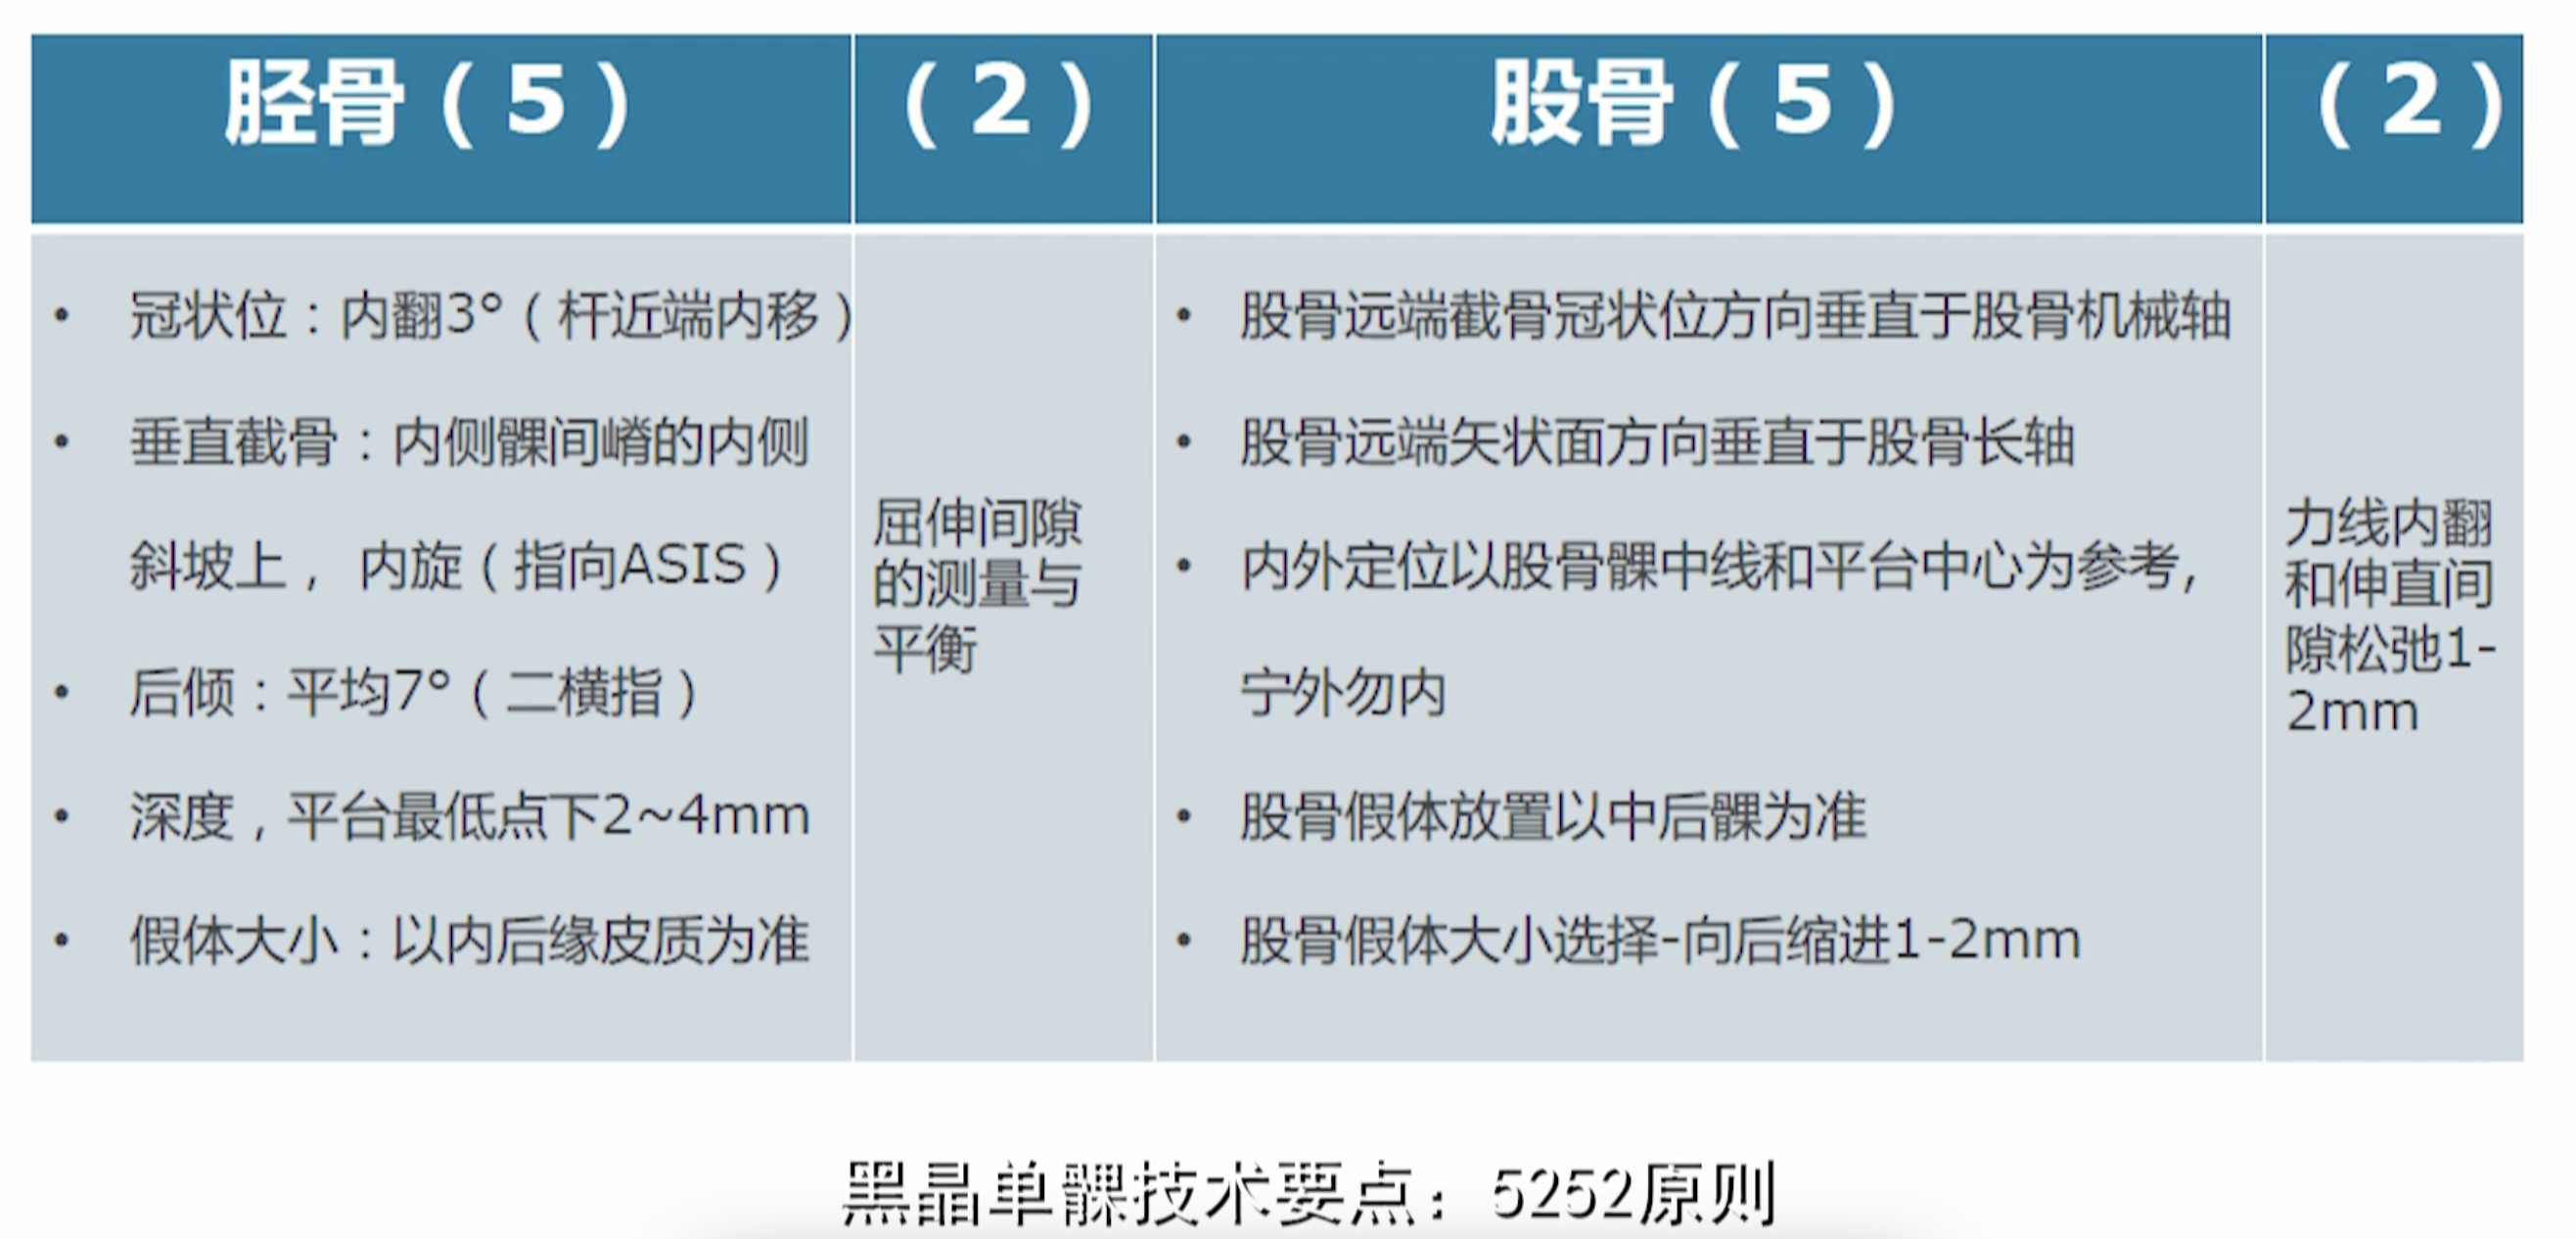 胫骨（5）
（2）
股骨（5）
（2）
• 冠状位：内翻3°（杆近端内移）
• 垂直截骨：内侧髁间嵴的内侧
斜坡上， 内旋（指向ASIS）
• 后倾：平均7°（二横指）
• 深度，平台最低点下2~4mm
• 假体大小：以内后缘皮质为准
屈伸间隙
的测量与
平衡
• 股骨远端截骨冠状位方向垂直于股骨机械轴
• 股骨远端矢状面方向垂直于股骨长轴
• 内外定位以股骨髁中线和平台中心为参考,
宁外勿内
• 股骨假体放置以中后髁为准
• 股骨假体大小选择-向后缩进1-2mm
力线内翻
和伸直间
隙松弛1-
2mm
黑晶单髁技术要点：5252原则